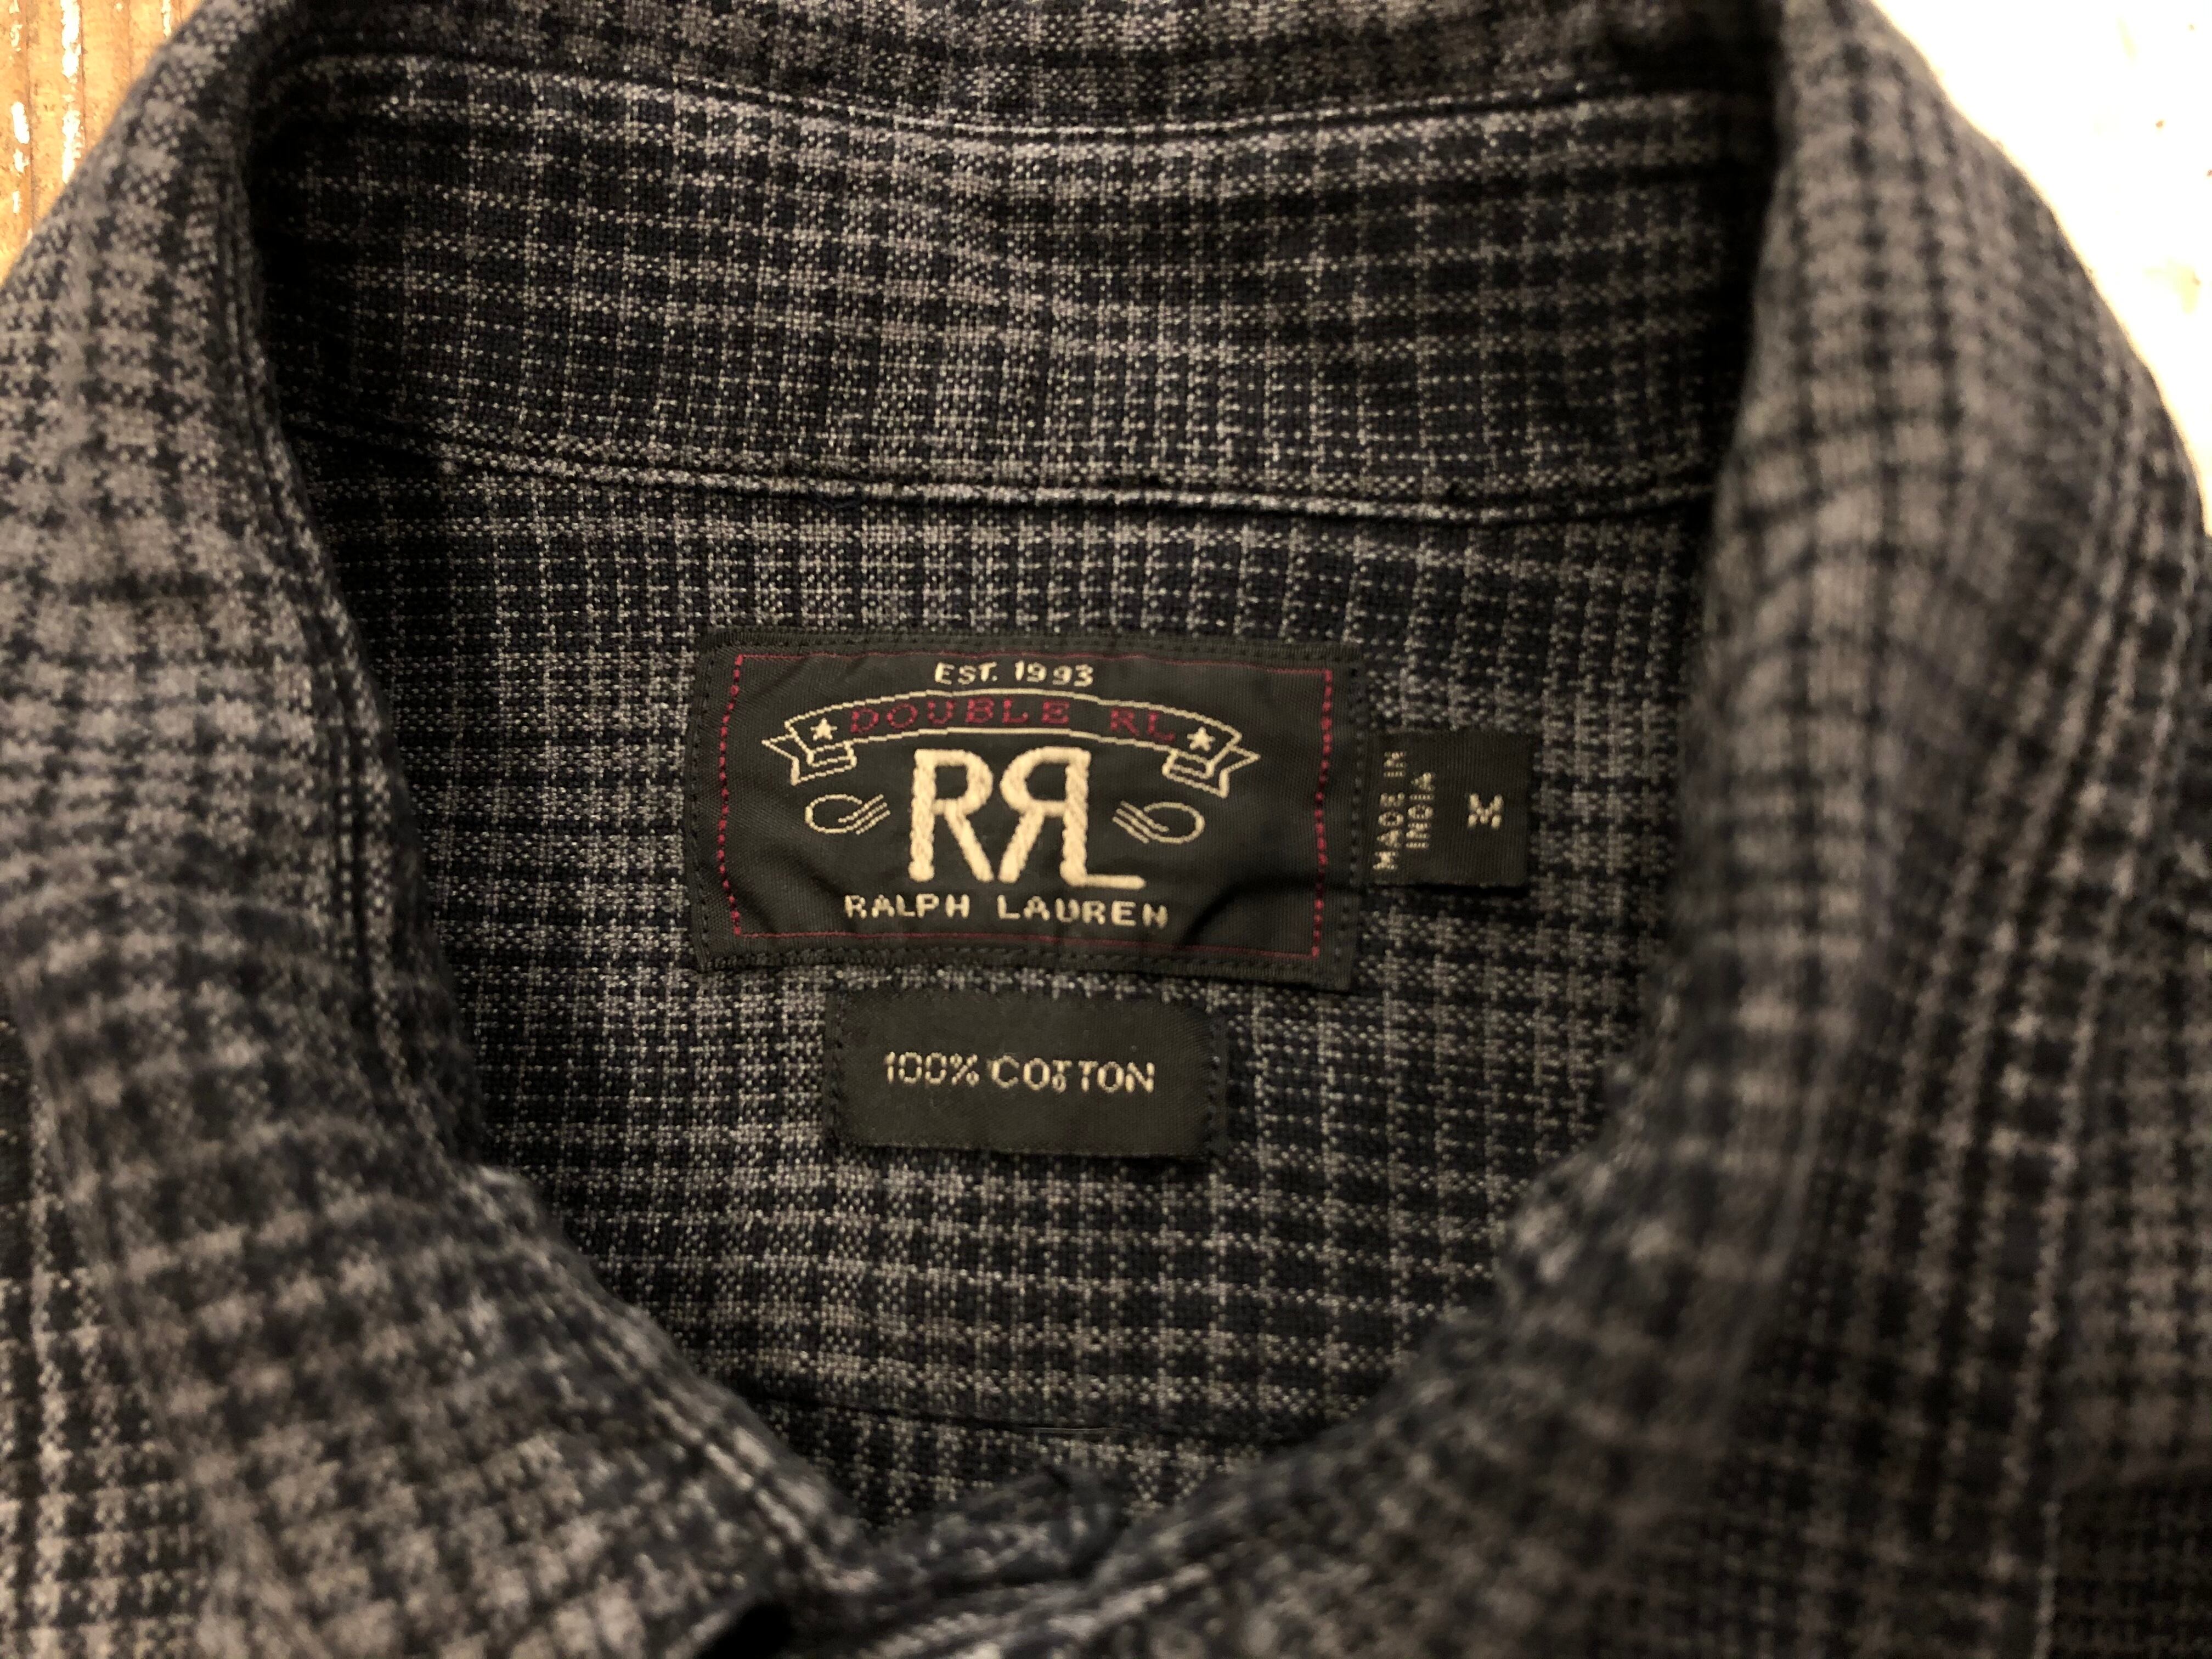 EST. 1993
DOUBLE RL
RRL
RALPH LAUREN
MADE IN
INDIA
M
100% COTTON